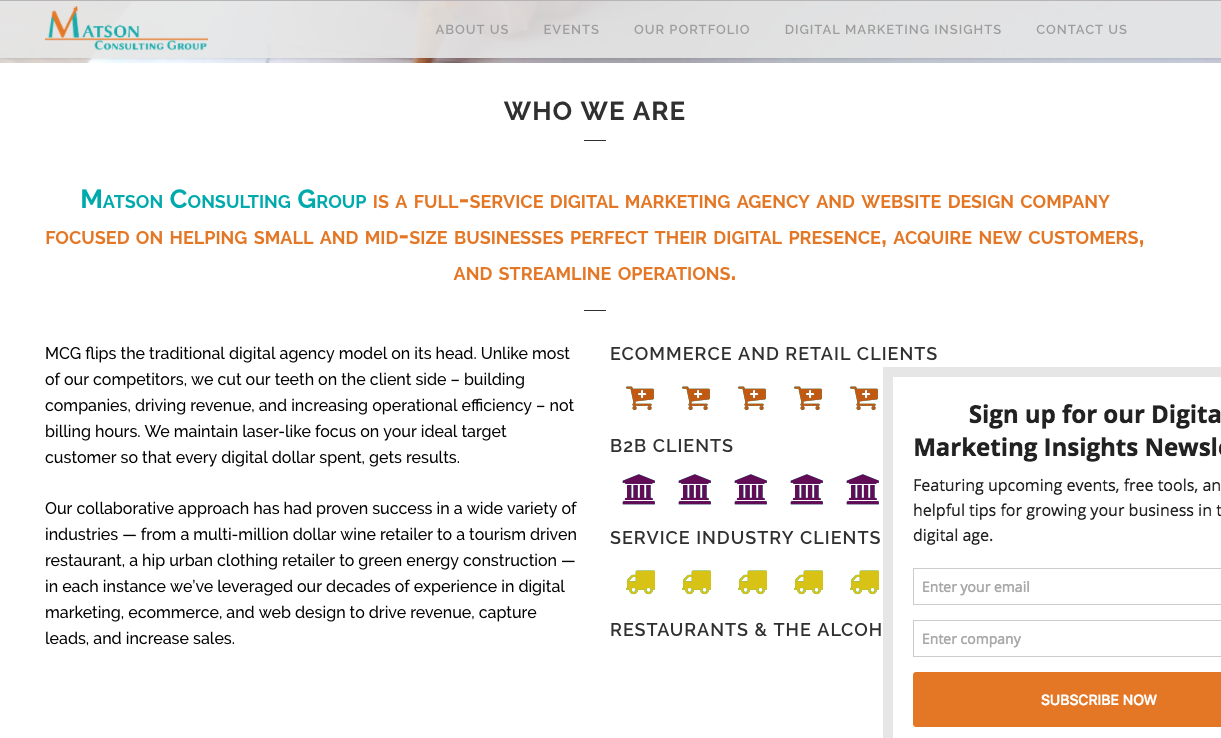 MATSON
CONSULTING GROUP
ABOUT US EVENTS OUR PORTFOLIO DIGITAL MARKETING INSIGHTS CONTACT US
WHO WE ARE
Matson Consulting Group is a full-service digital marketing agency and website design company
focused on helping small and mid-size businesses perfect their digital presence, acquire new customers,
and streamline operations.
MCG flips the traditional digital agency model on its head. Unlike most
of our competitors, we cut our teeth on the client side – building
companies, driving revenue, and increasing operational efficiency – not
billing hours. We maintain laser-like focus on your ideal target
customer so that every digital dollar spent, gets results.
Our collaborative approach has had proven success in a wide variety of
industries — from a multi-million dollar wine retailer to a tourism driven
restaurant, a hip urban clothing retailer to green energy construction —
in each instance we’ve leveraged our decades of experience in digital
marketing, ecommerce, and web design to drive revenue, capture
leads, and increase sales.
ECOMMERCE AND RETAIL CLIENTS
B2B CLIENTS
SERVICE INDUSTRY CLIENTS
RESTAURANTS & THE ALCOH
Sign up for our Digita
Marketing Insights Newsl
Featuring upcoming events, free tools, an
helpful tips for growing your business in t
digital age.
Enter your email
Enter company
SUBSCRIBE NOW